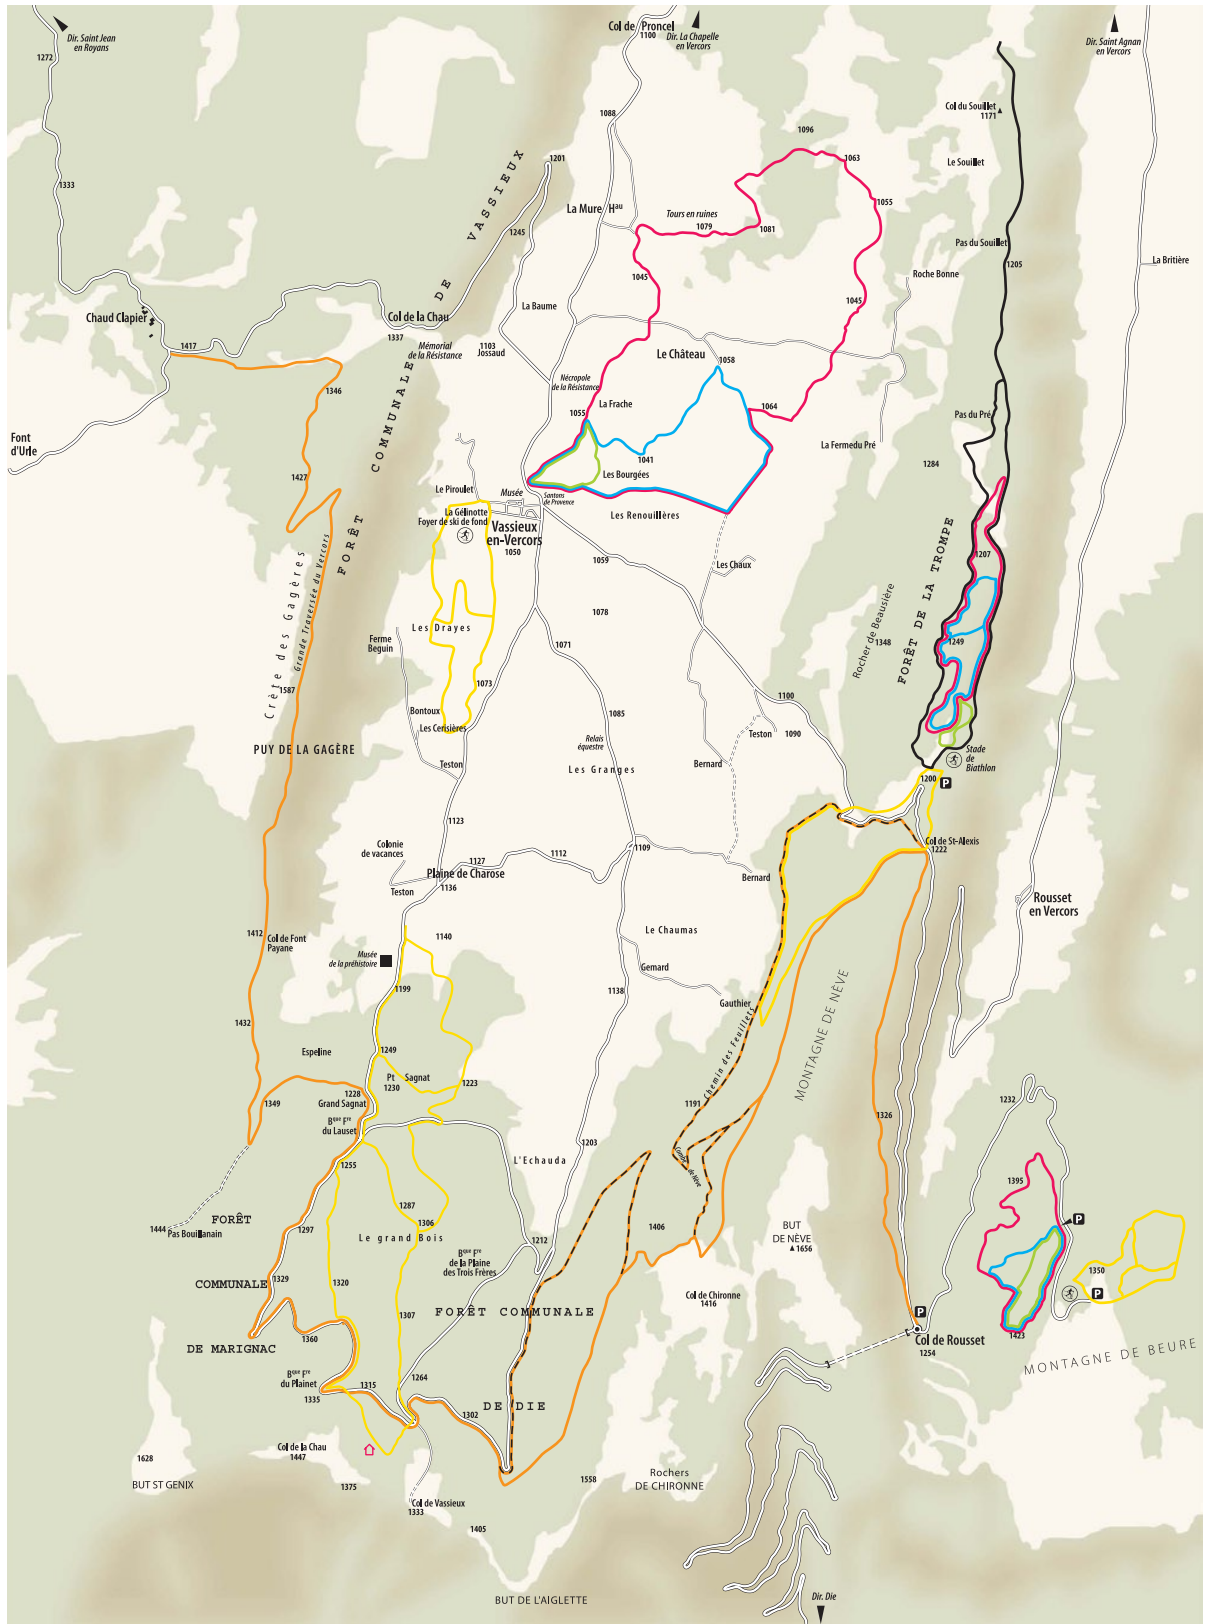 Col de Proncel
1100
Dir. Saint Jean
en Royans
Dir. La Chapelle
en Vercors
Dir. Saint Agnan
en Vercors
1272
1333
1088
1096
1063
1201
Col du Souillet
1171
Le Souillet
1055
La Mure Hau
Tours en ruines
1079
1081
1245
Pas du Souillet
1205
La Britière
1045
1045
Roche Bonne
La Baume
Chaud Clapier
Col de la Chau
1337
Mémorial
de la Résistance
1103
Jossaud
Le Château
1058
1417
1346
Nécropole
de la Résistance
La Frache
1055
1064
Pas du Pré
FORÊT COMMUNALE DE VASSIEUX
Font
d'Urle
1041
La Ferme du Pré
1284
1427
Les Bourgées
Le Piroulet
Musée
Santons
de Provence
La Gélinotte
Foyer de ski de fond
Vassieux
en-Vercors
1050
Les Renouillères
1059
Les Chaux
1207
Crète des Gagères
Grande Traversée du Vercors
1078
Rocher de Beausière
1348
FORÊT DE LA TROMPE
1249
Les Drayes
Ferme
Beguin
1071
1073
1587
Bontoux
Les Cerisières
1085
1100
1090
Teston
PUY DE LA GAGÈRE
Relais
équestre
Les Granges
Bernard
Stade
de
Biathlon
Teston
1200
P
1123
Colonie
de vacances
1127
1112
1109
Col de St-Alexis
1222
Plaine de Charose
1136
Teston
Bernard
Rousset
en Vercors
1412
Col de Font
Payane
1140
Le Chaumas
Musée
de la préhistoire
Gernard
1199
1138
Gauthier
1432
MONTAGNE DE NÈVE
Chemin des Feuillers
Espeline
1249
Pt Sagnat
1230
1223
1228
Grand Sagnat
1349
1191
1326
1232
Bque Fre
du Lauset
1203
Combe de Nève
L'Echauda
1255
1395
1287
1306
FORÊT
1444
Pas Bouillanain
1297
Le grand Bois
1212
1406
BUT
DE NÈVE
1656
P
Bque Fre
de la Plaine
des Trois Frères
COMMUNALE
1329
1320
1350
P
1307
FORÊT COMMUNALE
Col de Chironne
1416
P
1360
Col de Rousset
1254
1423
DE MARIGNAC
MONTAGNE DE BEURE
Bque Fre
du Plainet
1335
1315
1264
1302
DE DIE
Col de la Chau
1447
1628
BUT ST GENIX
1375
1558
Rochers
DE CHIRONNE
Col de Vassieux
1333
1405
BUT DE L'AIGLETTE
Dir. Die